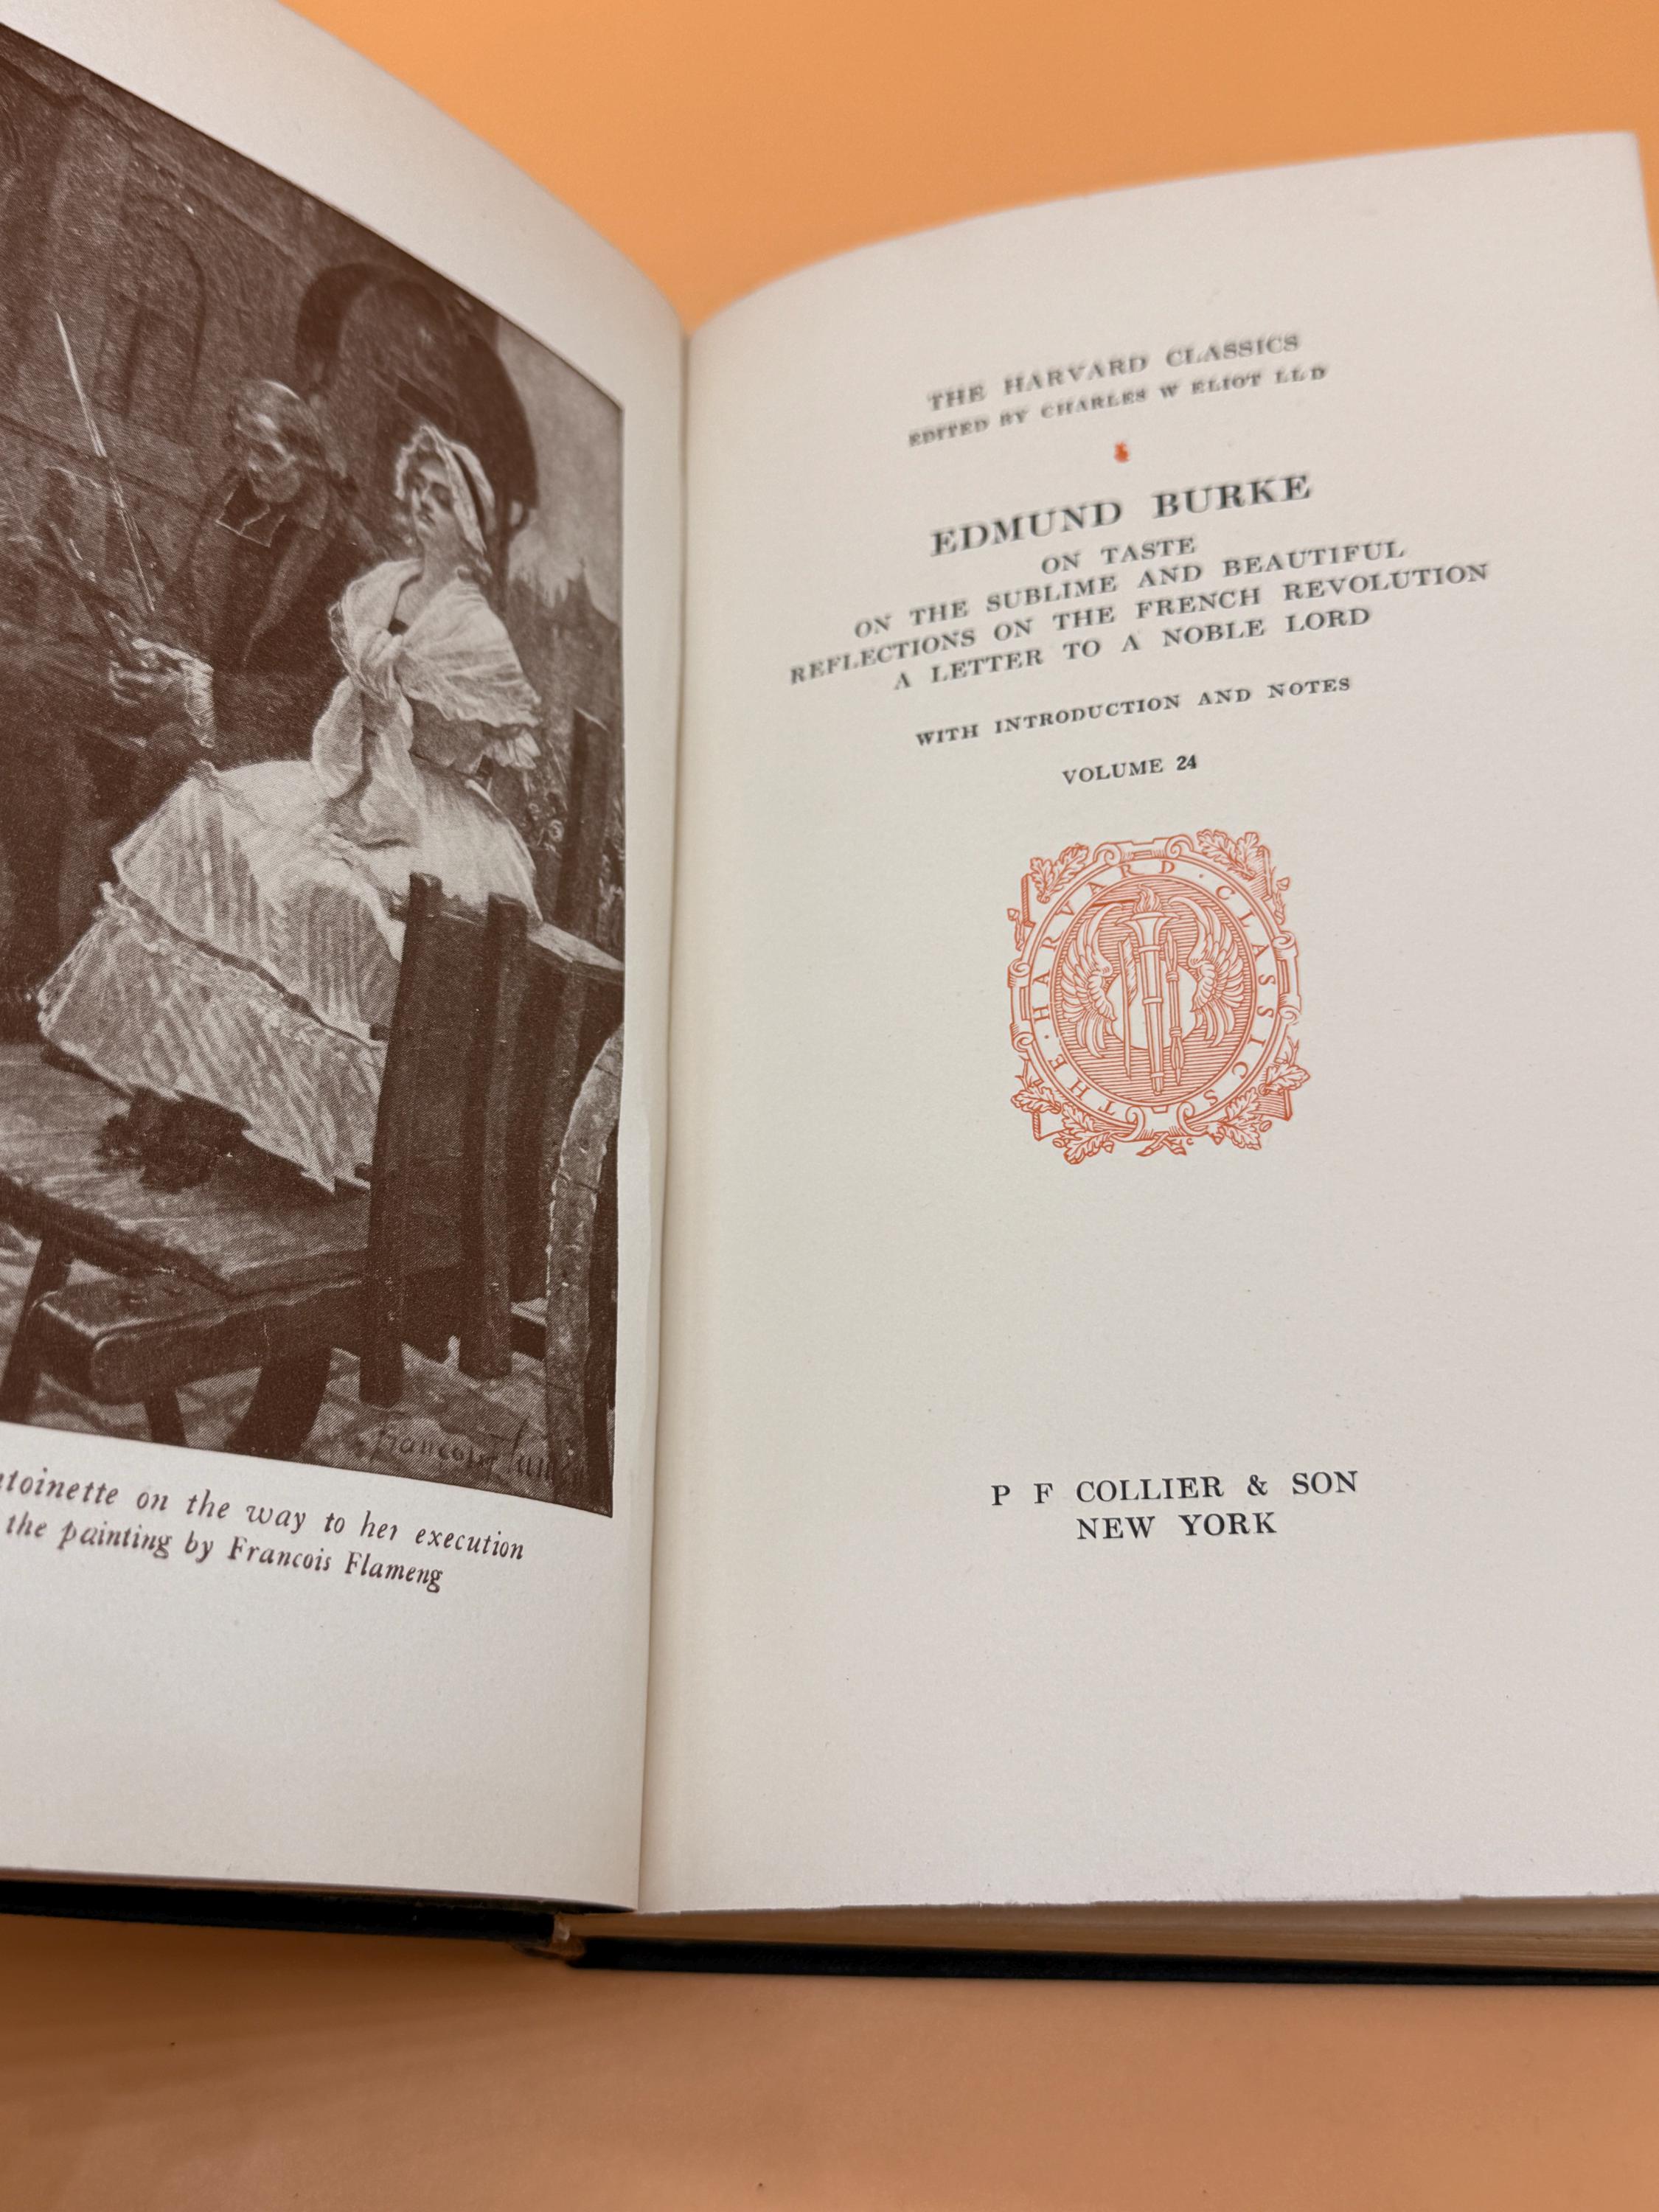 ntoinette on the way to her execution
the painting by Francois Flameng
THE HARVARD CLASSICS
EDITED BY CHARLES W ELIOT LL D
EDMUND BURKE
ON TASTE
ON THE SUBLIME AND BEAUTIFUL
REFLECTIONS ON THE FRENCH REVOLUTION
A LETTER TO A NOBLE LORD
WITH INTRODUCTION AND NOTES
VOLUME 24
THE · HARVARD · CLASSICS
P F COLLIER & SON
NEW YORK